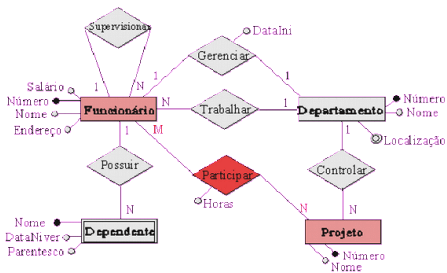 Supervisionar
DataIni
Gerenciar
Salário
1
N
1
1
Número
Funcionário
N
Trabalhar
1
Departamento
Número
Nome
Nome
Endereço
1
M
1
Localização
Possuir
Participar
Controlar
Horas
Nome
N
N
N
DataNiver
Dependente
Projeto
Parentesco
Número
Nome